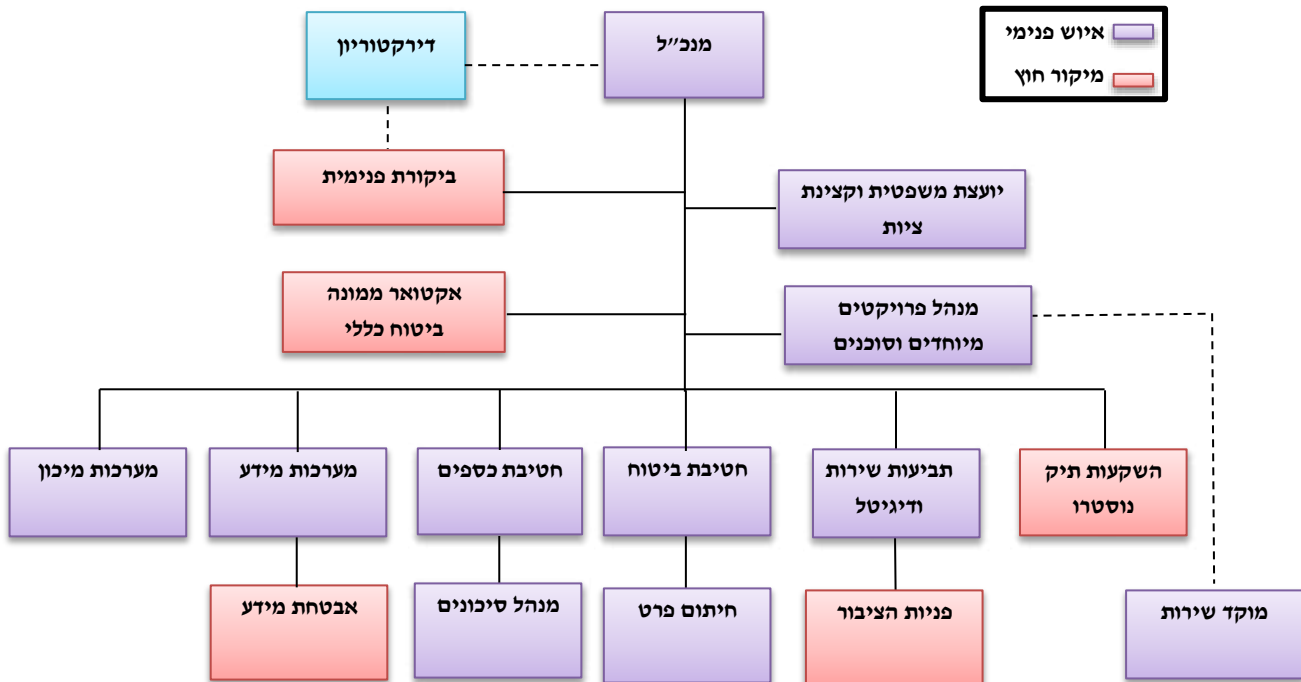 איוש פנימי
מיקור חוץ
מנכ״ל
דירקטוריון
ביקורת פנימית
יועצת משפטית וקצינת
ציות
אקטואר ממונה
ביטוח כללי
מנהל פרויקטים
מיוחדים וסוכנים
השקעות תיק
נוסטרו
תביעות שירות
ודיגיטל
חטיבת ביטוח
חטיבת כספים
מערכות מידע
מערכות מיכון
מוקד שירות
פניות הציבור
חיתום פרט
מנהל סיכונים
אבטחת מידע